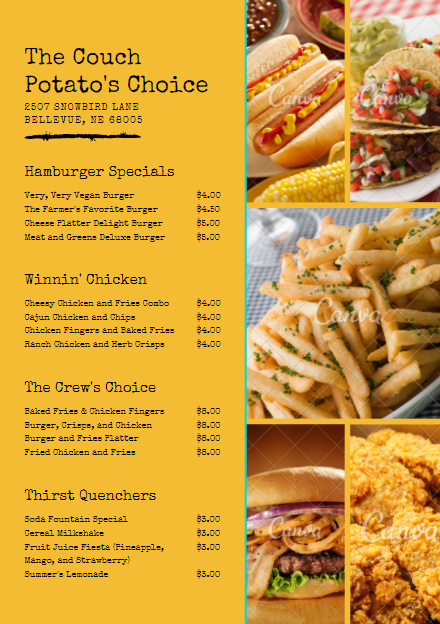 The Couch
Potato's Choice
2507 SNOWBIRD LANE
BELLEVUE, NE 68005
Hamburger Specials
Very, Very Vegan Burger $4.00
The Farmer's Favorite Burger $4.50
Cheese Platter Delight Burger $5.00
Meat and Greens Deluxe Burger $5.00
Winnin' Chicken
Cheesy Chicken and Fries Combo $4.00
Cajun Chicken and Chips $4.00
Chicken Fingers and Baked Fries $4.00
Ranch Chicken and Herb Crisps $4.00
The Crew's Choice
Baked Fries & Chicken Fingers $8.00
Burger, Crisps, and Chicken $8.00
Burger and Fries Platter $8.00
Fried Chicken and Fries $8.00
Thirst Quenchers
Soda Fountain Special $3.00
Cereal Milkshake $3.00
Fruit Juice Fiesta (Pineapple, $3.00
Mango, and Strawberry)
Summer's Lemonade $3.00
Canva
Canva
Canva
Canva
Canva